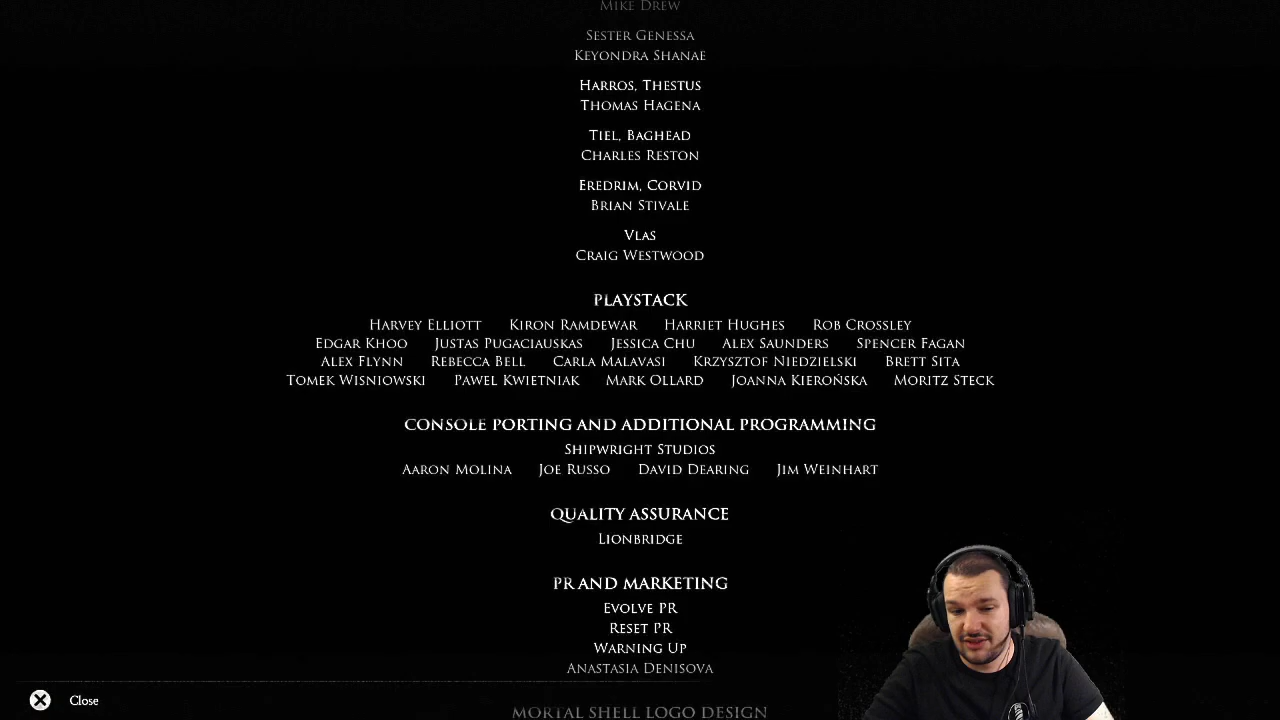 Mike Drew
Sester Genessa
Keyondra Shanae
Harros, Thestus
Thomas Hagena
Tiel, Baghead
Charles Reston
Eredrim, Corvid
Brian Stivale
Vlas
Craig Westwood
PLAYSTACK
Harvey Elliott Kiron Ramdewar Harriet Hughes Rob Crossley
Edgar Khoo Justas Pugaciauskas Jessica Chu Alex Saunders Spencer Fagan
Alex Flynn Rebecca Bell Carla Malavasi Krzysztof Niedzielski Brett Sita
Tomek Wisniowski Pawel Kwietniak Mark Ollard Joanna Kierońska Moritz Steck
CONSOLE PORTING AND ADDITIONAL PROGRAMMING
Shipwright Studios
Aaron Molina Joe Russo David Dearing Jim Weinhart
QUALITY ASSURANCE
Lionbridge
PR AND MARKETING
Evolve PR
Reset PR
Warning Up
Anastasia Denisova
Close
MORTAL SHELL LOGO DESIGN